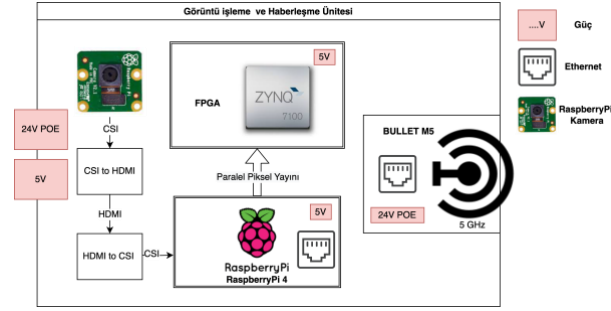 Görüntü işleme ve Haberleşme Ünitesi
....V
Güç
5V
FPGA
ZYNQ
7100
Ethernet
RaspberryPi
Kamera
24V POE
CSI
BULLET M5
CSI to HDMI
5V
Paralel Piksel Yayını
HDMI
24V POE
5 GHz
5V
HDMI to CSI
CSI
RaspberryPi
RaspberryPi 4